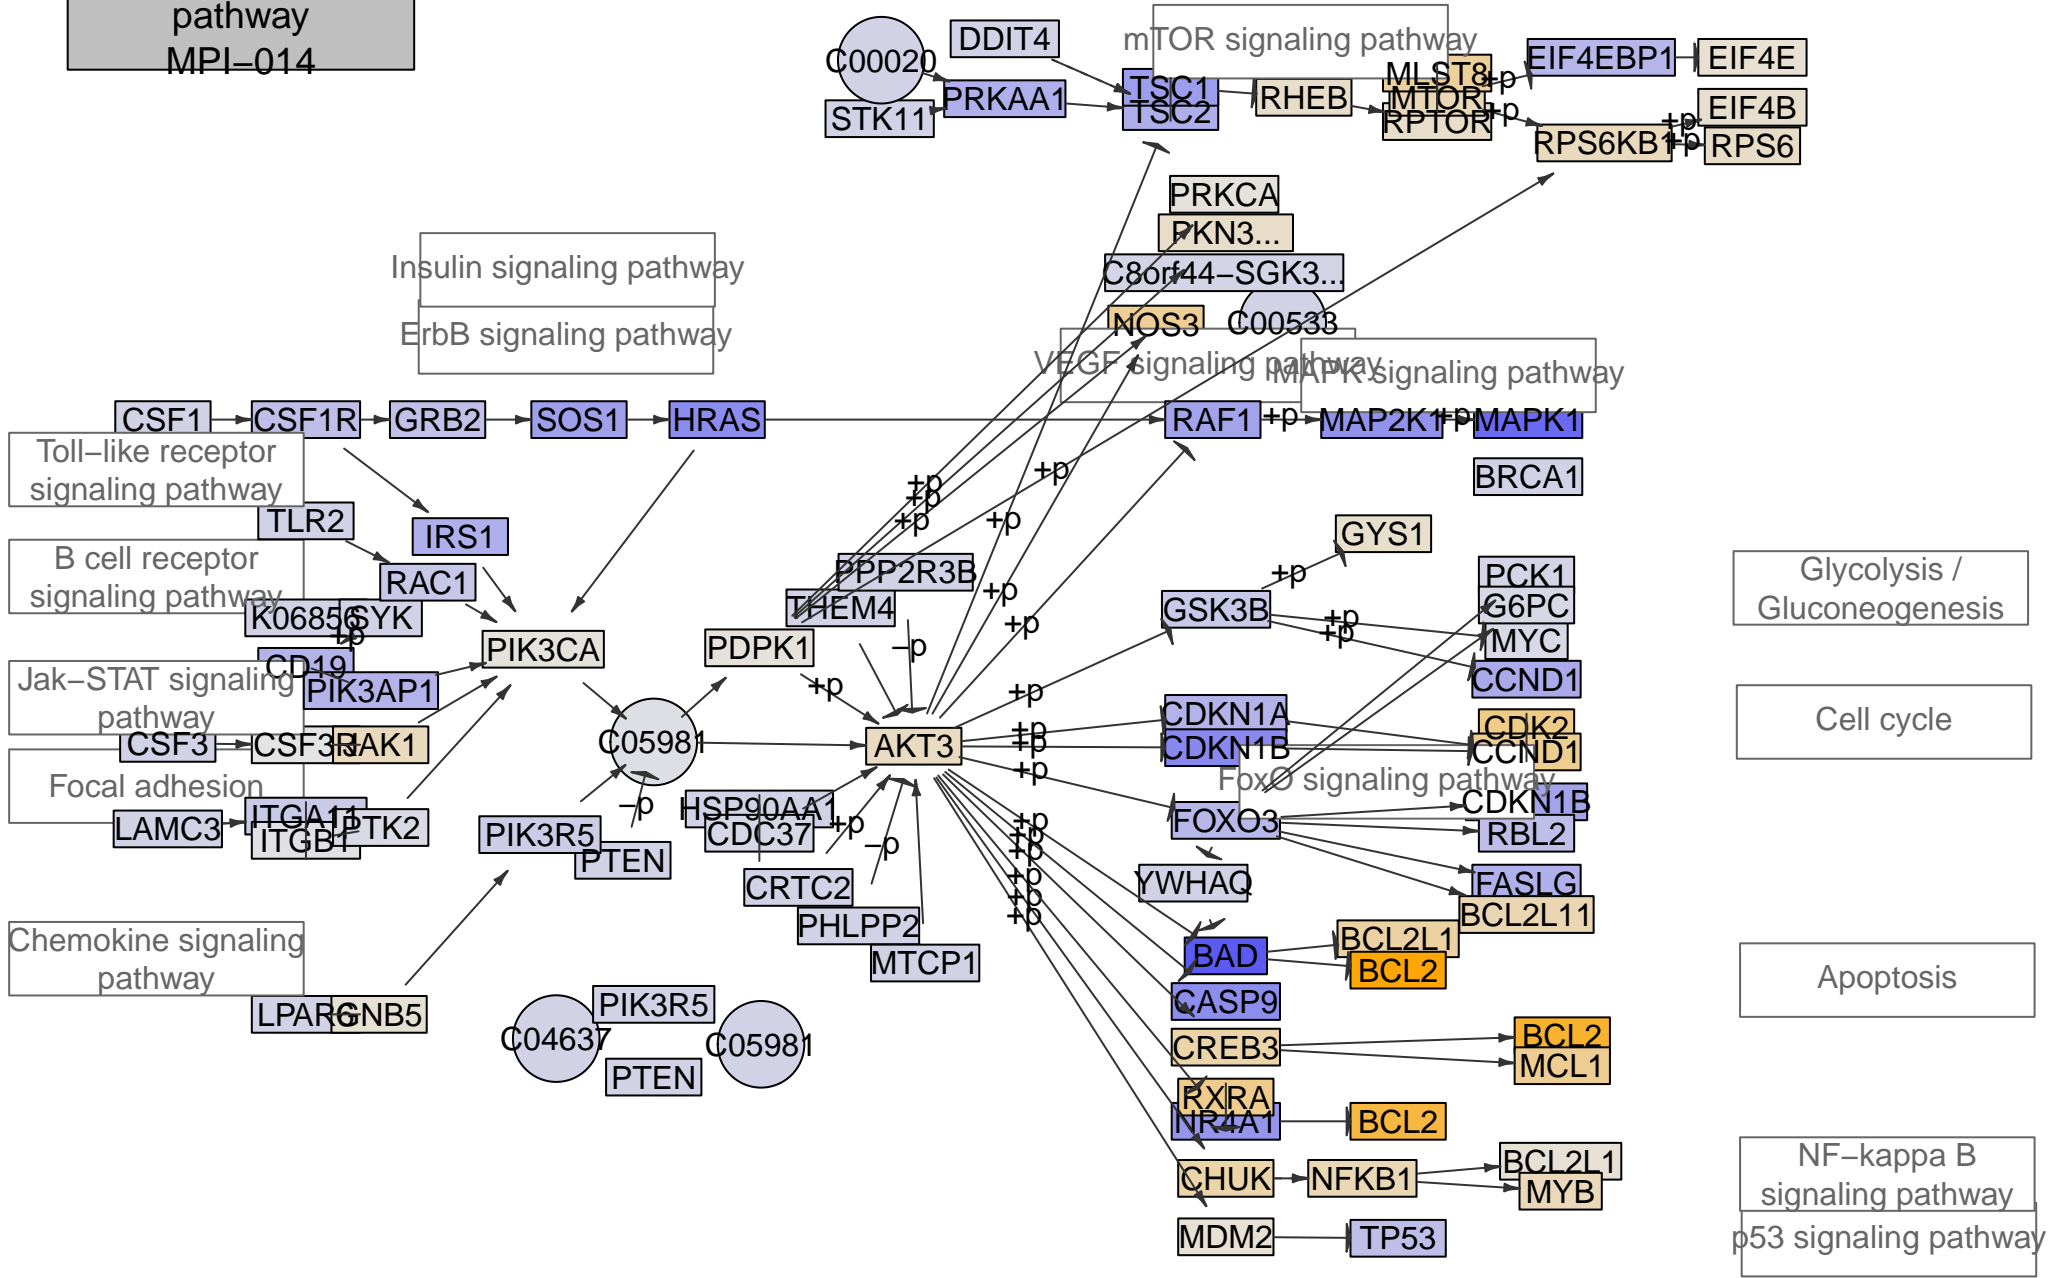 pathway
MPI−014
C00020
DDIT4
mTOR signaling pathway
STK11
PRKAA1
TSC1
TSC2
RHEB
MLST8
MTOR
RPTOR
+p
+p
EIF4EBP1
EIF4E
RPS6KB1
+p
+p
EIF4B
RPS6
PRKCA
PKN3...
C8orf44−SGK3...
NOS3
C00533
Insulin signaling pathway
ErbB signaling pathway
VEGF signaling pathway
MAPK signaling pathway
CSF1
CSF1R
GRB2
SOS1
HRAS
RAF1
+p
MAP2K1
+p
MAPK1
BRCA1
Toll−like receptor
signaling pathway
TLR2
IRS1
B cell receptor
signaling pathway
RAC1
K06856
SYK
+p
CD19
PIK3AP1
PIK3CA
Jak−STAT signaling
pathway
CSF3
CSF3R
JAK1
Focal adhesion
LAMC3
ITGA11
ITGB1
PTK2
+p
+p
+p
+p
+p
+p
+p
PPP2R3B
THEM4
−p
PDPK1
+p
C05981
AKT3
PIK3R5
−p
PTEN
HSP90AA1
CDC37
+p
−p
CRTC2
PHLPP2
MTCP1
GYS1
+p
GSK3B
+p
+p
PCK1
G6PC
MYC
CCND1
Glycolysis /
Gluconeogenesis
+p
+p
+p
+p
CDKN1A
CDKN1B
CDK2
CCND1
Cell cycle
FoxO signaling pathway
FOXO3
CDKN1B
RBL2
FASLG
BCL2L11
YWHAQ
+p
+p
+p
+p
+p
+p
BAD
BCL2L1
BCL2
Apoptosis
CASP9
CREB3
BCL2
MCL1
RXRA
NR4A1
BCL2
CHUK
NFKB1
BCL2L1
MYB
MDM2
TP53
NF−kappa B
signaling pathway
p53 signaling pathway
Chemokine signaling
pathway
LPAR6
GNB5
C04637
PIK3R5
C05981
PTEN